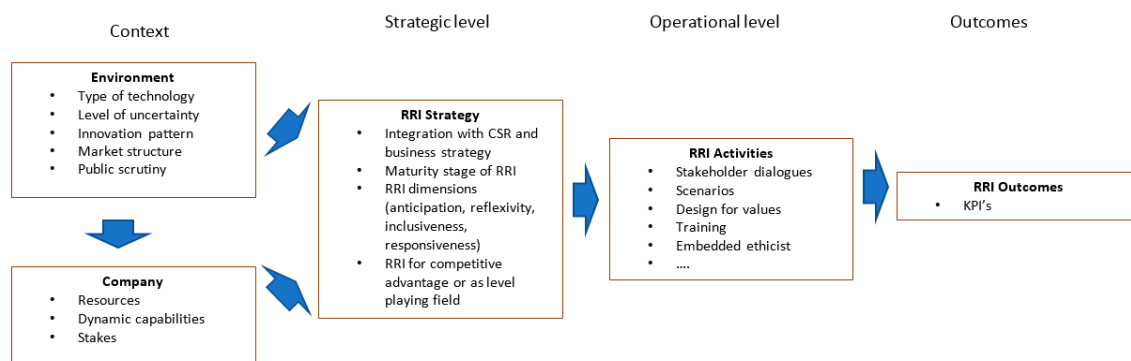 Context
Strategic level
Operational level
Outcomes
Environment
• Type of technology
• Level of uncertainty
• Innovation pattern
• Market structure
• Public scrutiny
Company
• Resources
• Dynamic capabilities
• Stakes
RRI Strategy
• Integration with CSR and
business strategy
• Maturity stage of RRI
• RRI dimensions
(anticipation, reflexivity,
inclusiveness,
responsiveness)
• RRI for competitive
advantage or as level
playing field
RRI Activities
• Stakeholder dialogues
• Scenarios
• Design for values
• Training
• Embedded ethicist
• ....
RRI Outcomes
• KPI's